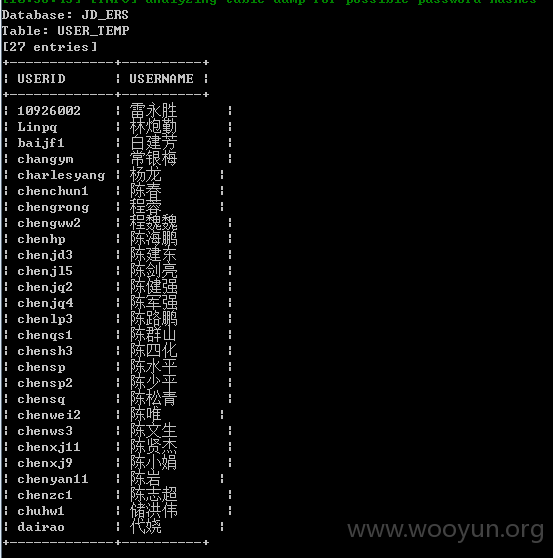 [INFO] analyzing table dump for possible password hashes
Database: JD_ERS
Table: USER_TEMP
[27 entries]
+--------------+-----------+
| USERID | USERNAME |
+--------------+-----------+
| 10926002 | 雷永胜 |
| Linpq | 林炮勤 |
| baijf1 | 白建芳 |
| changym | 常银梅 |
| charlesyang | 杨龙 |
| chenchun1 | 陈春 |
| chengrong | 程蓉 |
| chengww2 | 程魏魏 |
| chenhp | 陈海鹏 |
| chenjd3 | 陈建东 |
| chenjl5 | 陈剑亮 |
| chenjq2 | 陈健强 |
| chenjq4 | 陈军强 |
| chenlp3 | 陈路鹏 |
| chenqs1 | 陈群山 |
| chensh3 | 陈四化 |
| chensp | 陈水平 |
| chensp2 | 陈少平 |
| chensq | 陈松青 |
| chenwei2 | 陈唯 |
| chenws3 | 陈文生 |
| chenxj11 | 陈贤杰 |
| chenxj9 | 陈小娟 |
| chenyan11 | 陈岩 |
| chenzc1 | 陈志超 |
| chuhw1 | 储洪伟 |
| dairao | 代娆 |
+--------------+-----------+
www.wooyun.org